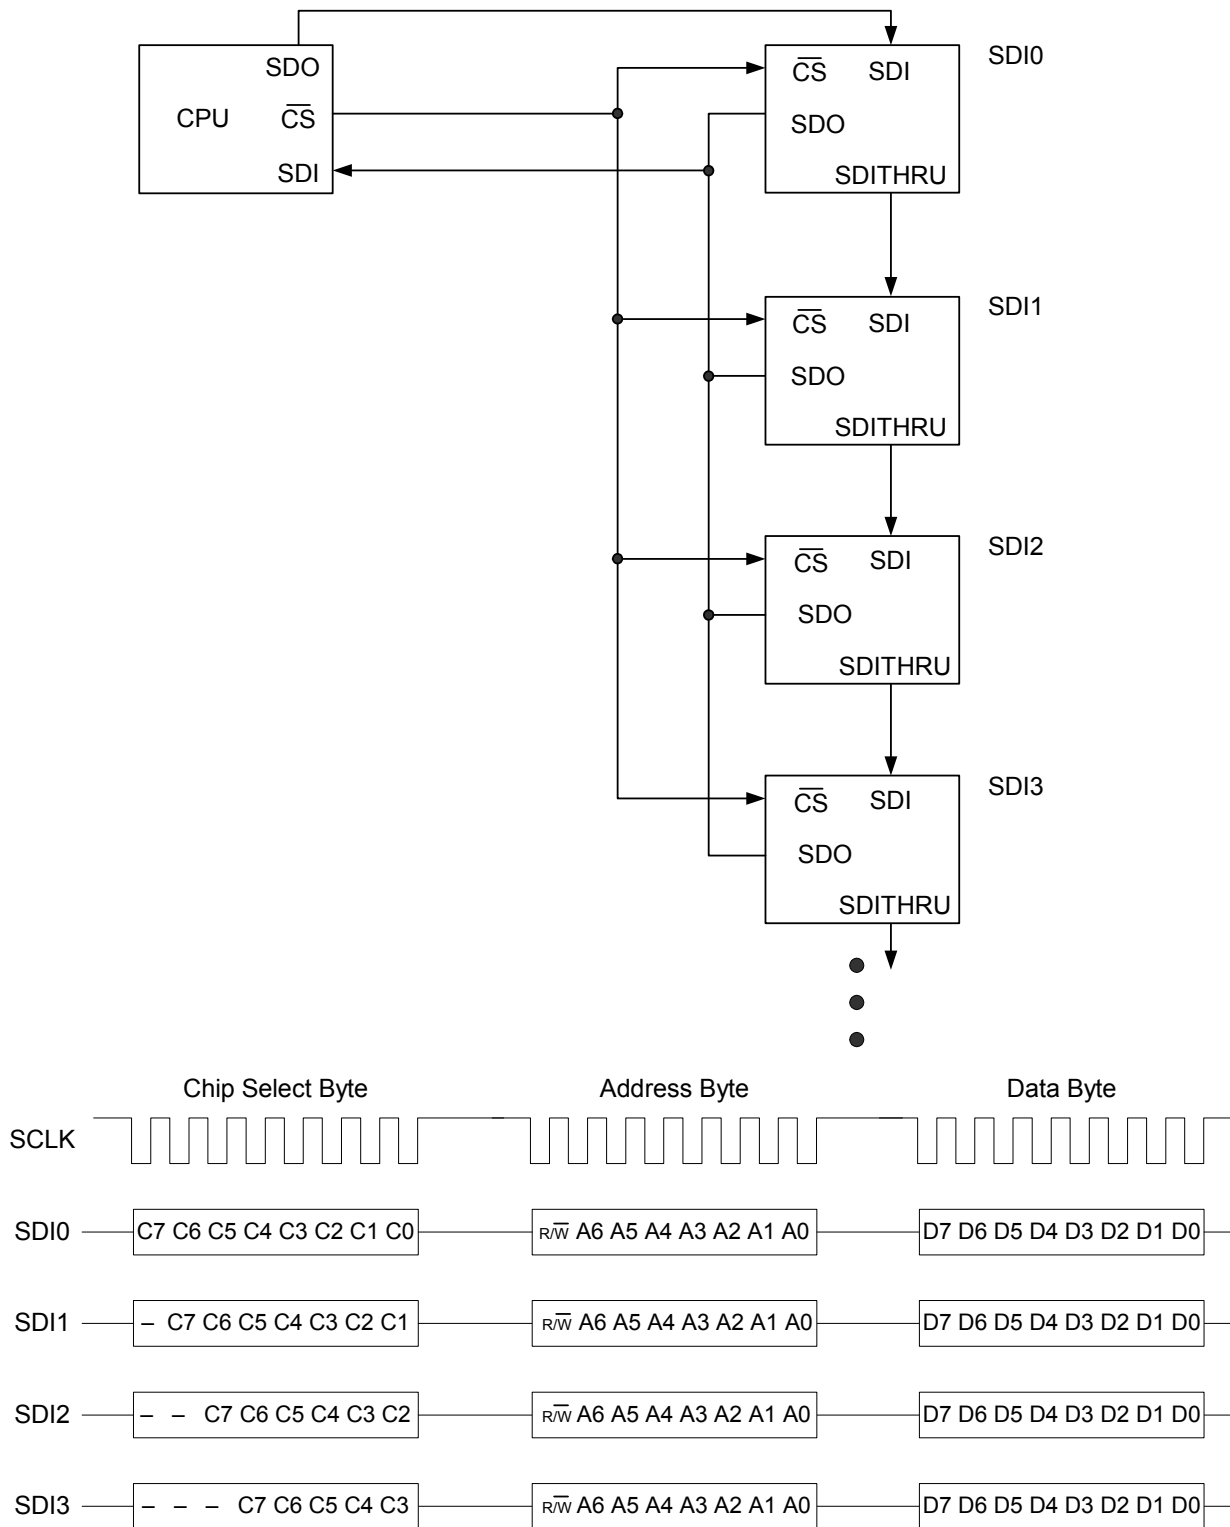 SDO
CPU
C̅S̅
SDI
C̅S̅ SDI
SDO
SDITHRU
SDI0
C̅S̅ SDI
SDO
SDITHRU
SDI1
C̅S̅ SDI
SDO
SDITHRU
SDI2
C̅S̅ SDI
SDO
SDITHRU
SDI3
Chip Select Byte Address Byte Data Byte
SCLK
SDI0 C7 C6 C5 C4 C3 C2 C1 C0 R/W̅ A6 A5 A4 A3 A2 A1 A0 D7 D6 D5 D4 D3 D2 D1 D0
SDI1 – C7 C6 C5 C4 C3 C2 C1 R/W̅ A6 A5 A4 A3 A2 A1 A0 D7 D6 D5 D4 D3 D2 D1 D0
SDI2 – – C7 C6 C5 C4 C3 C2 R/W̅ A6 A5 A4 A3 A2 A1 A0 D7 D6 D5 D4 D3 D2 D1 D0
SDI3 – – – C7 C6 C5 C4 C3 R/W̅ A6 A5 A4 A3 A2 A1 A0 D7 D6 D5 D4 D3 D2 D1 D0